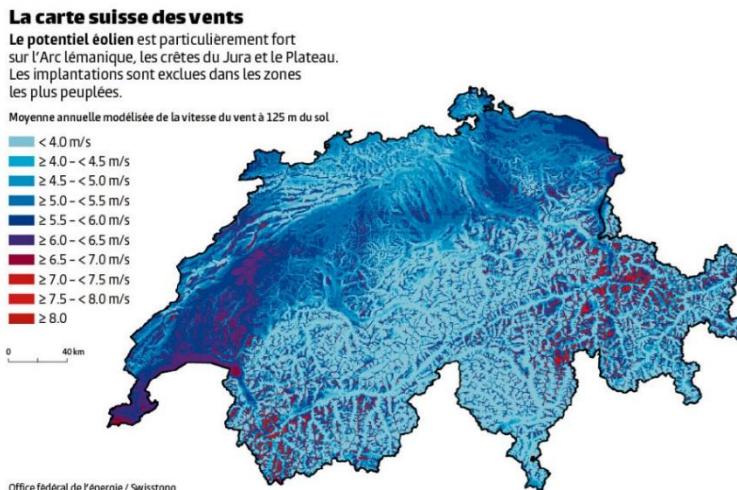 La carte suisse des vents
Le potentiel éolien est particulièrement fort
sur l'Arc lémanique, les crêtes du Jura et le Plateau.
Les implantations sont exclues dans les zones
les plus peuplées.
Moyenne annuelle modélisée de la vitesse du vent à 125 m du sol
< 4.0 m/s
≥ 4.0 – < 4.5 m/s
≥ 4.5 – < 5.0 m/s
≥ 5.0 – < 5.5 m/s
≥ 5.5 – < 6.0 m/s
≥ 6.0 – < 6.5 m/s
≥ 6.5 – < 7.0 m/s
≥ 7.0 – < 7.5 m/s
≥ 7.5 – < 8.0 m/s
≥ 8.0
0 40 km
Office fédéral de l'énergie / Swisstopo